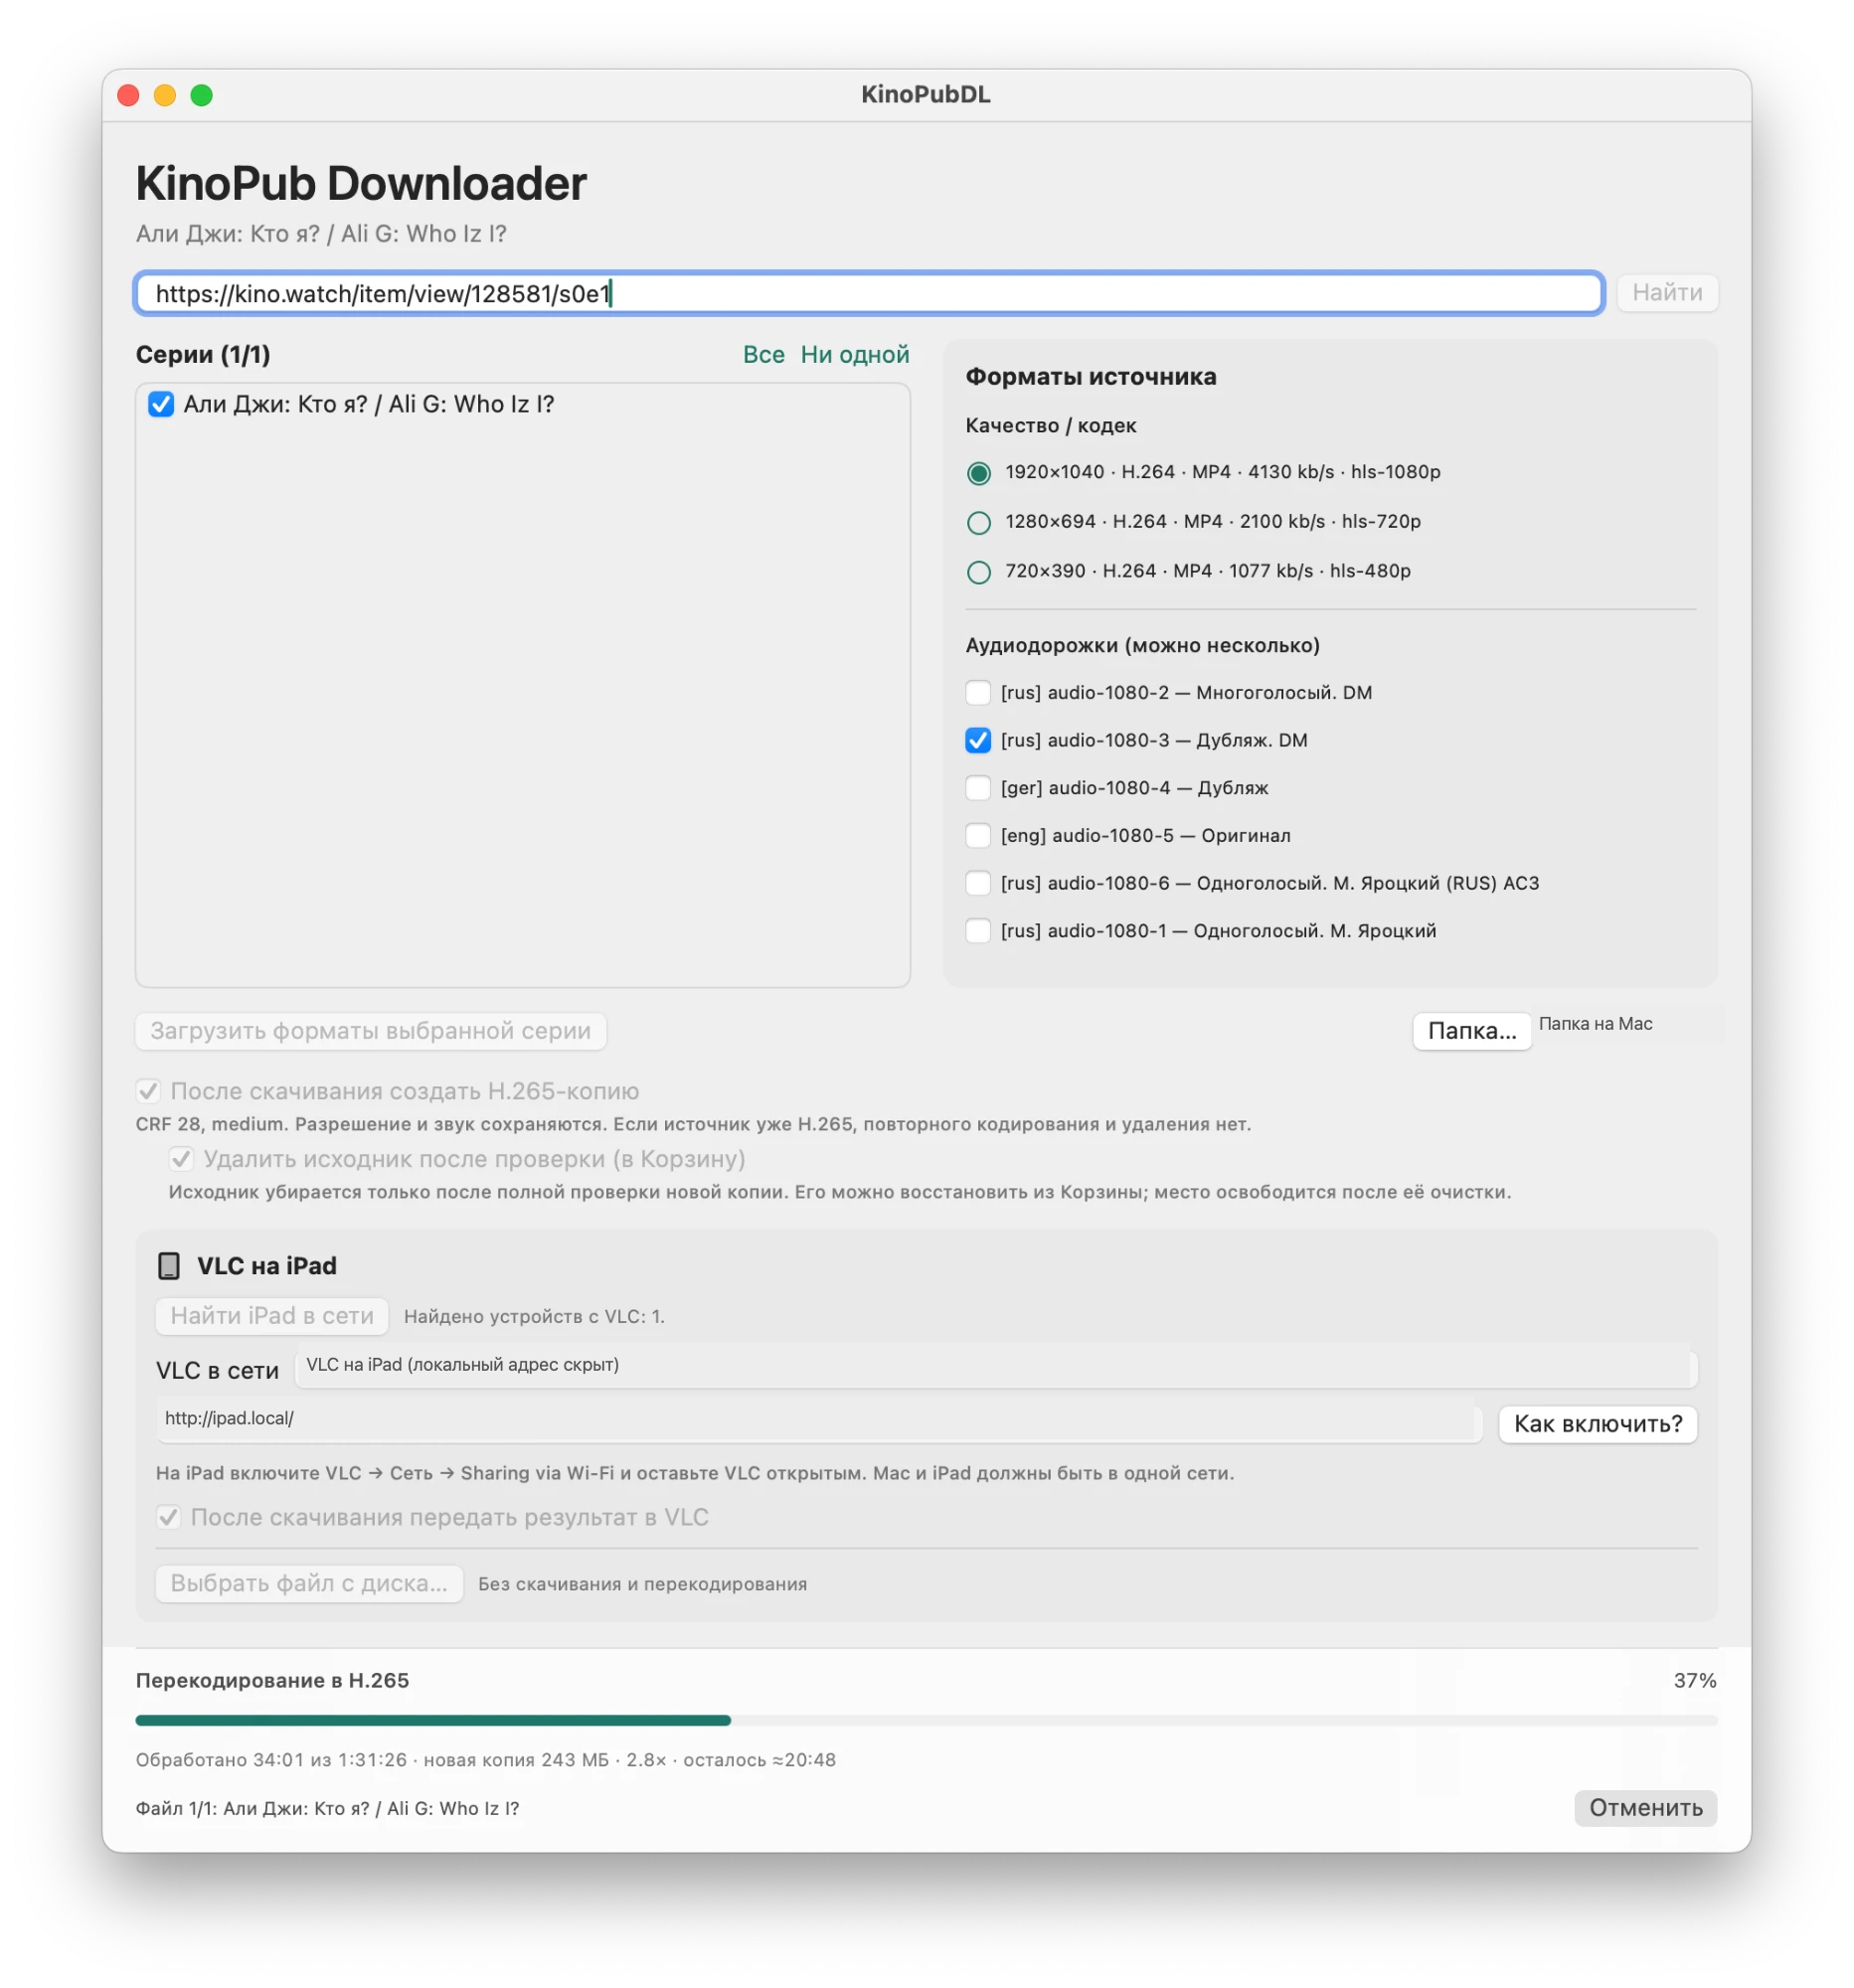 KinoPubDL
KinoPub Downloader
Али Джи: Кто я? / Ali G: Who Iz I?
https://kino.watch/item/view/128581/s0e1
Найти
Серии (1/1)
Все Ни одной
Али Джи: Кто я? / Ali G: Who Iz I?
Форматы источника
Качество / кодек
1920×1040 · H.264 · MP4 · 4130 kb/s · hls-1080p
1280×694 · H.264 · MP4 · 2100 kb/s · hls-720p
720×390 · H.264 · MP4 · 1077 kb/s · hls-480p
Аудиодорожки (можно несколько)
[rus] audio-1080-2 — Многоголосый. DM
[rus] audio-1080-3 — Дубляж. DM
[ger] audio-1080-4 — Дубляж
[eng] audio-1080-5 — Оригинал
[rus] audio-1080-6 — Одноголосый. М. Яроцкий (RUS) AC3
[rus] audio-1080-1 — Одноголосый. М. Яроцкий
Загрузить форматы выбранной серии
Папка...
Папка на Mac
После скачивания создать H.265-копию
CRF 28, medium. Разрешение и звук сохраняются. Если источник уже H.265, повторного кодирования и удаления нет.
Удалить исходник после проверки (в Корзину)
Исходник убирается только после полной проверки новой копии. Его можно восстановить из Корзины; место освободится после её очистки.
VLC на iPad
Найти iPad в сети
Найдено устройств с VLC: 1.
VLC в сети
VLC на iPad (локальный адрес скрыт)
http://ipad.local/
Как включить?
На iPad включите VLC → Сеть → Sharing via Wi-Fi и оставьте VLC открытым. Mac и iPad должны быть в одной сети.
После скачивания передать результат в VLC
Выбрать файл с диска...
Без скачивания и перекодирования
Перекодирование в H.265
37%
Обработано 34:01 из 1:31:26 · новая копия 243 МБ · 2.8× · осталось ≈20:48
Файл 1/1: Али Джи: Кто я? / Ali G: Who Iz I?
Отменить